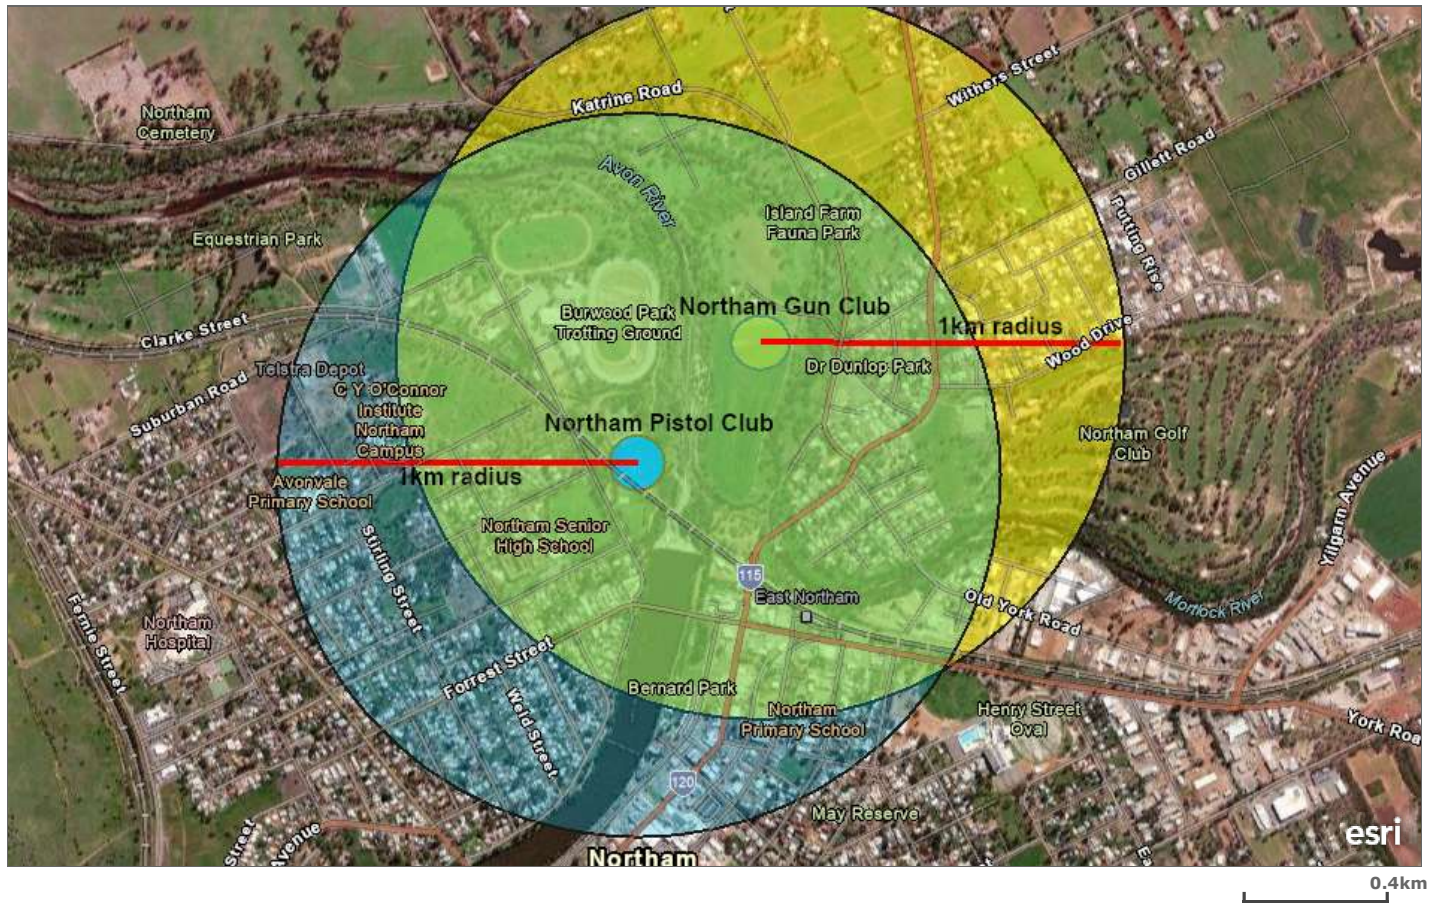 Withers Street
Katrine Road
Northam
Cemetery
Gillett Road
Avon River
Island Farm
Fauna Park
Putting Rise
Equestrian Park
Northam Gun Club
Burwood Park
Trotting Ground
1km radius
Clarke Street
Wood Drive
Dr Dunlop Park
Telstra Depot
Suburban Road
C Y O'Connor
Institute
Northam
Campus
Northam Pistol Club
Northam Golf
Club
1km radius
Avonvale
Primary School
Yilgarn Avenue
Northam Senior
High School
Stirling Street
115
East Northam
Old York Road
Mortlock River
Northam
Hospital
Fernie Street
Forrest Street
Bernard Park
Weld Street
Northam
Primary School
Henry Street
Oval
York Roa
120
May Reserve
Street
Avenue
esri
Northam
Ea
0.4km